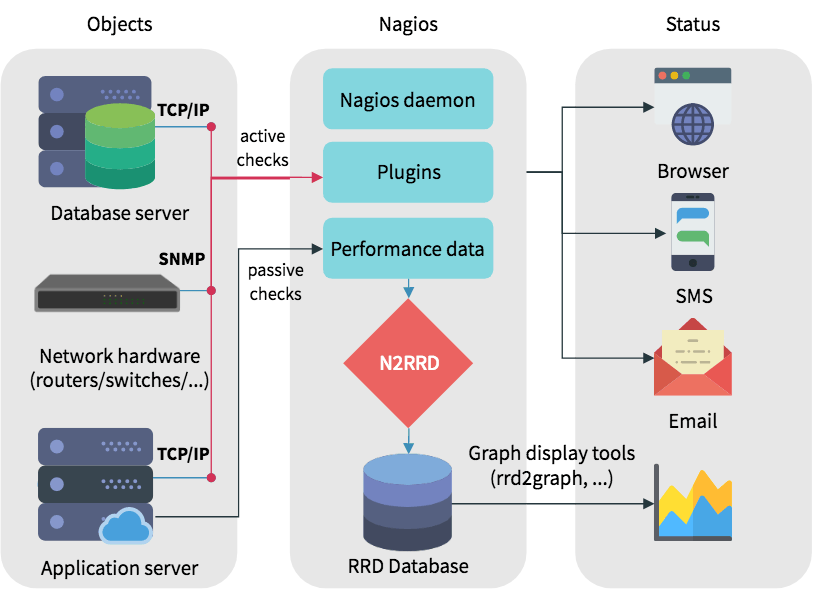 Objects
Nagios
Status
TCP/IP
Database server
SNMP
Network hardware
(routers/switches/...)
TCP/IP
Application server
active
checks
passive
checks
Nagios daemon
Plugins
Performance data
N2RRD
RRD Database
Graph display tools
(rrd2graph, ...)
Browser
SMS
Email